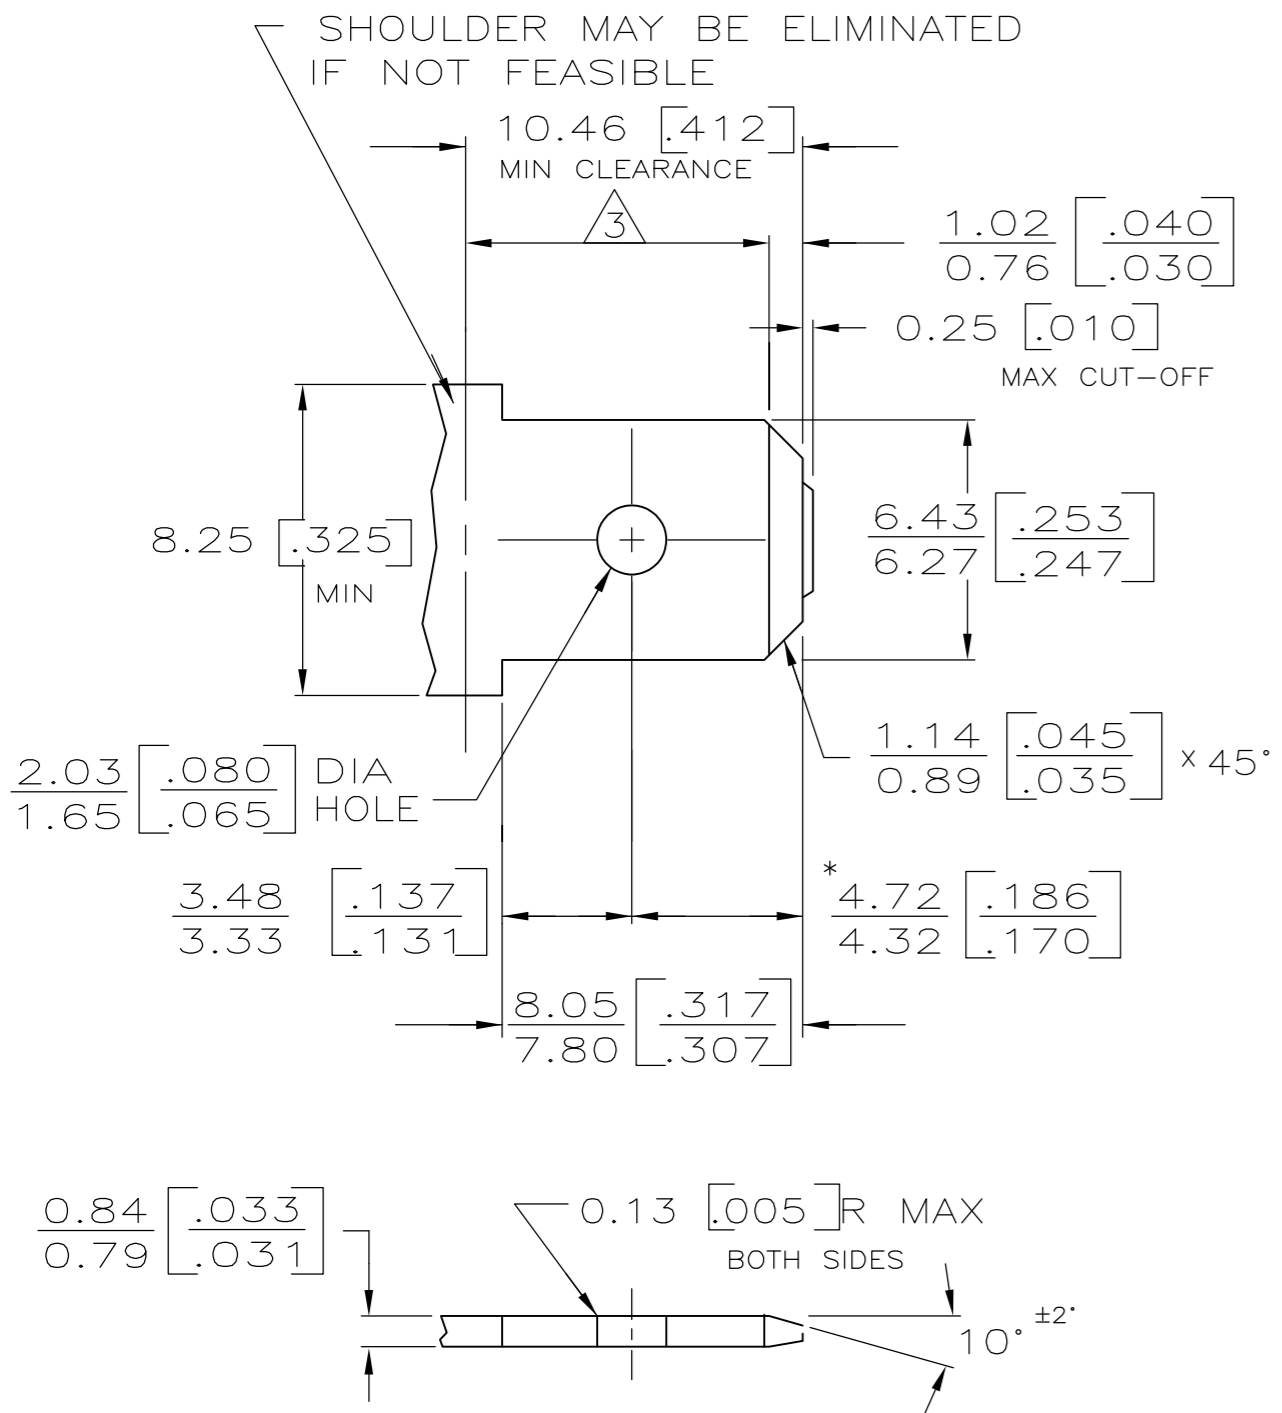 SHOULDER MAY BE ELIMINATED
IF NOT FEASIBLE
10.46 [.412]
MIN CLEARANCE
3
1.02 [.040]
0.76 [.030]
0.25 [.010]
MAX CUT-OFF
8.25 [.325]
MIN
6.43 [.253]
6.27 [.247]
2.03 [.080] DIA
1.65 [.065] HOLE
1.14 [.045] x 45°
0.89 [.035]
3.48 [.137]
3.33 [.131]
*4.72 [.186]
4.32 [.170]
8.05 [.317]
7.80 [.307]
0.84 [.033]
0.79 [.031]
0.13 [.005] R MAX
BOTH SIDES
10° ±2°